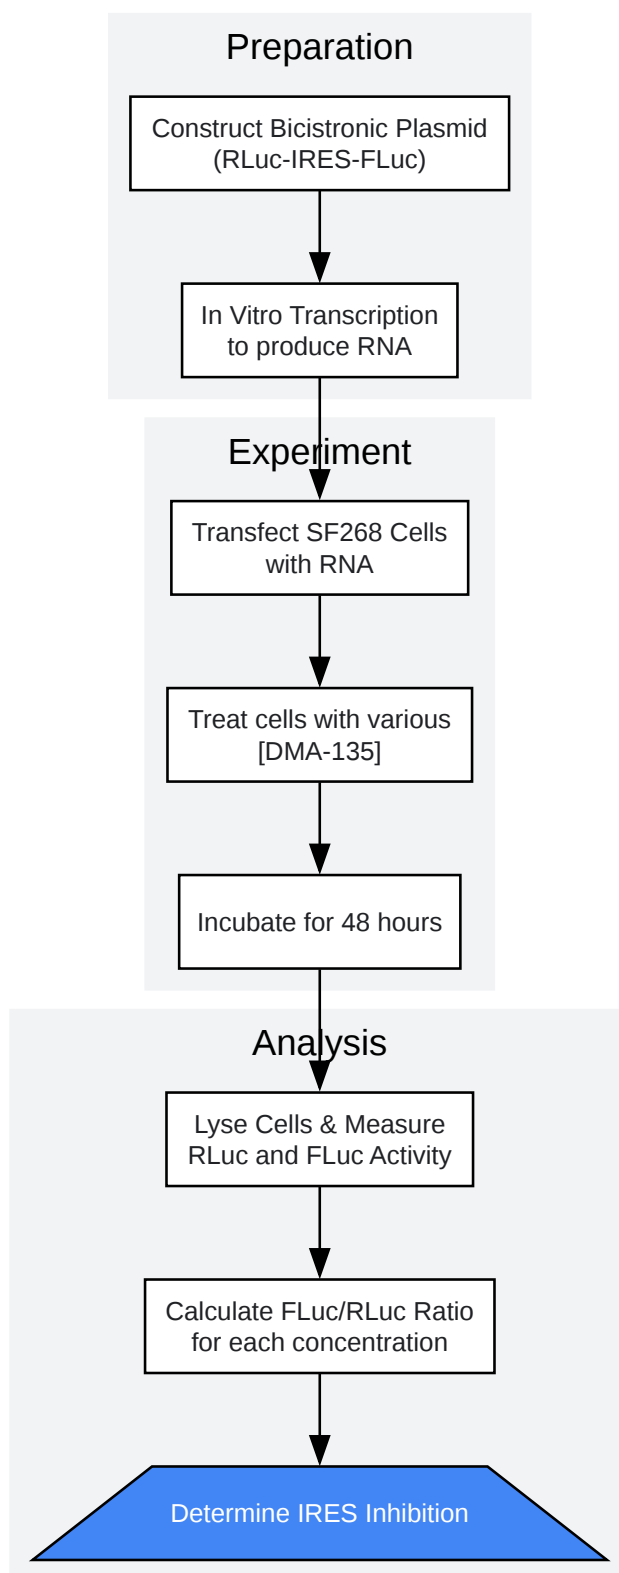 Preparation
Construct Bicistronic Plasmid
(RLuc-IRES-FLuc)
In Vitro Transcription
to produce RNA
Experiment
Transfect SF268 Cells
with RNA
Treat cells with various
[DMA-135]
Incubate for 48 hours
Analysis
Lyse Cells & Measure
RLuc and FLuc Activity
Calculate FLuc/RLuc Ratio
for each concentration
Determine IRES Inhibition